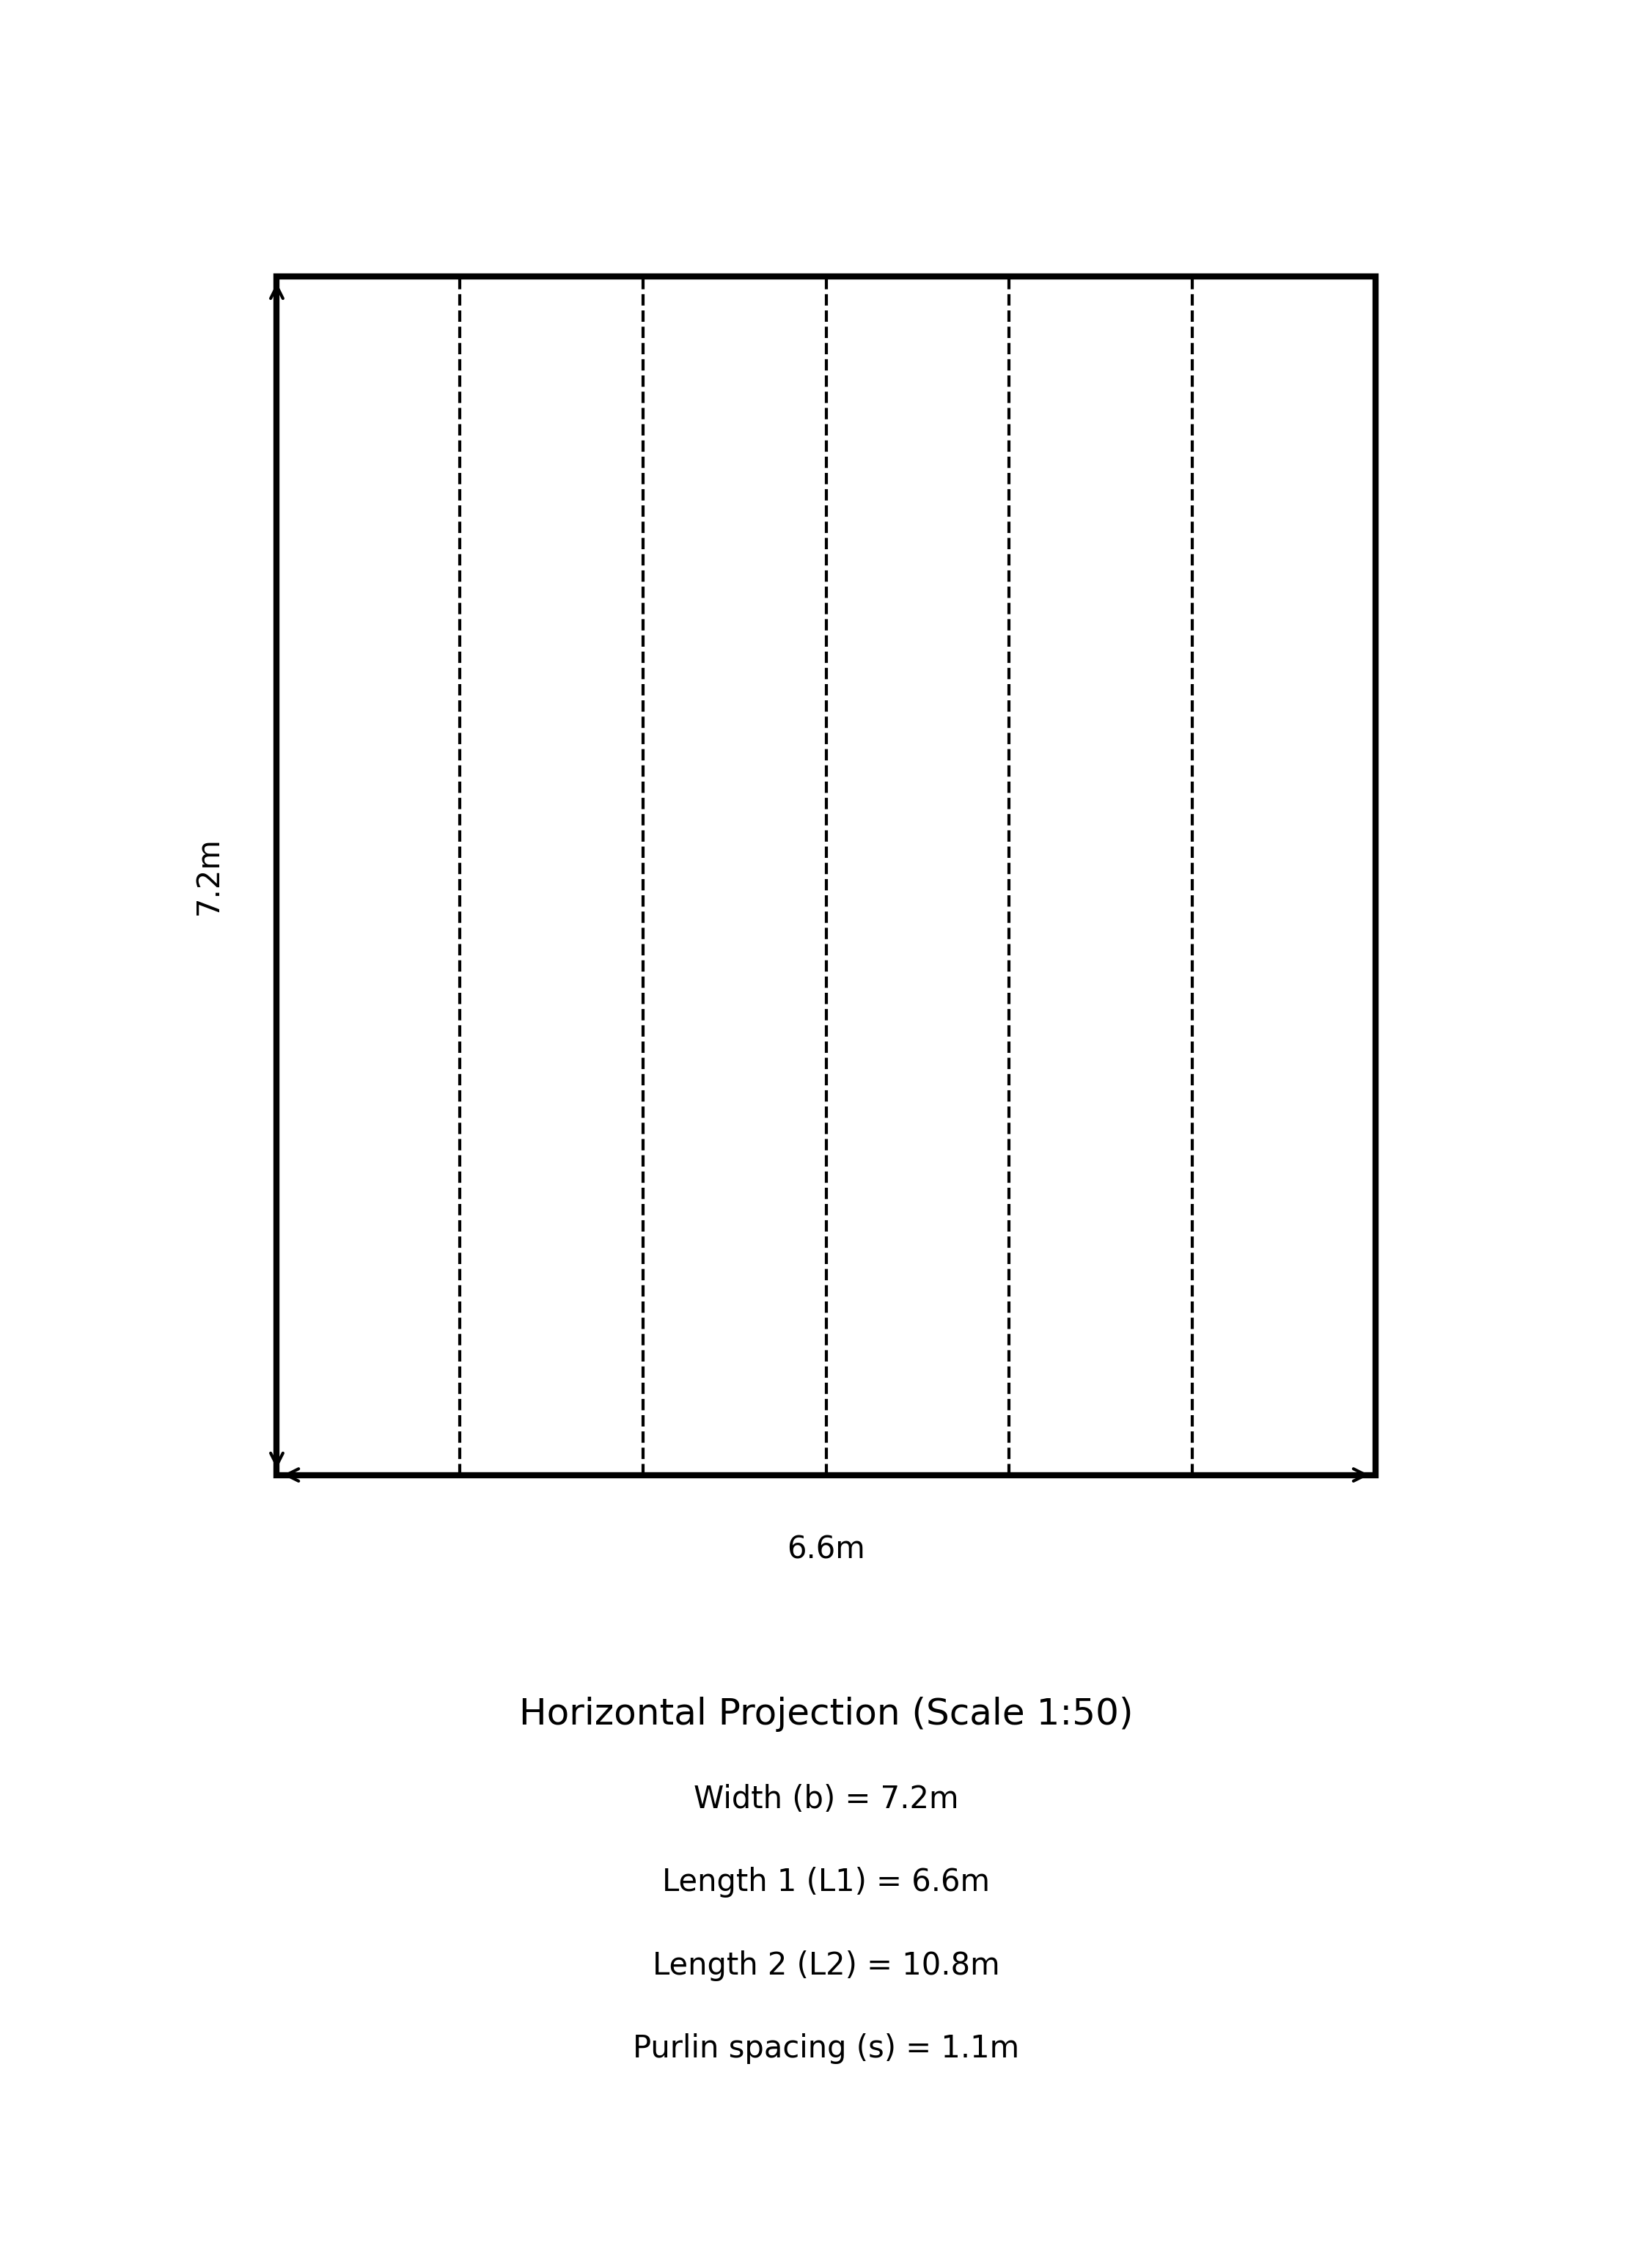 7.2m
6.6m
Horizontal Projection (Scale 1:50)
Width (b) = 7.2m
Length 1 (L1) = 6.6m
Length 2 (L2) = 10.8m
Purlin spacing (s) = 1.1m